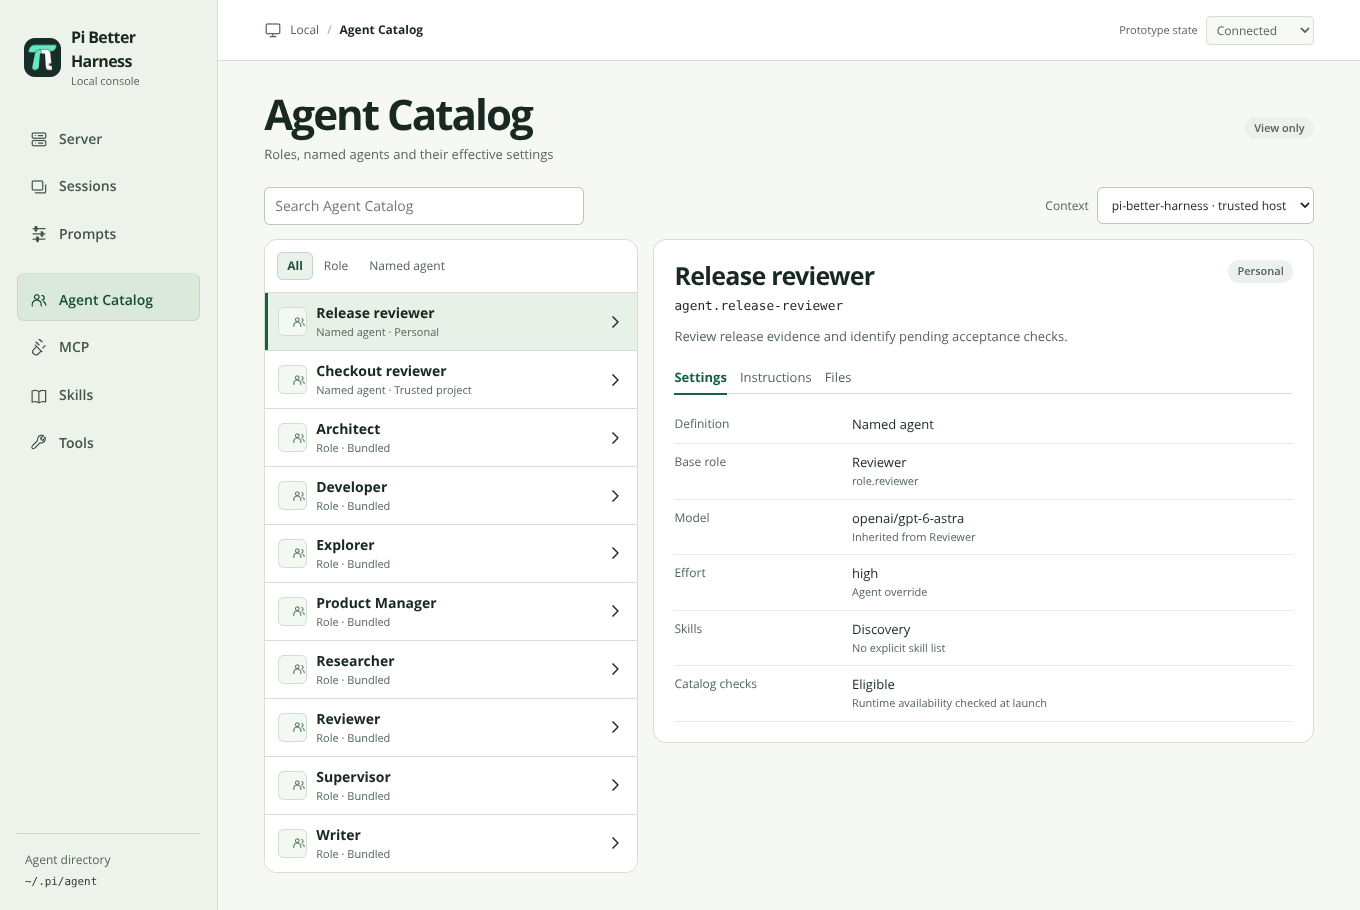 Pi Better
Harness
Local console
Server
Sessions
Prompts
Agent Catalog
MCP
Skills
Tools
Agent directory
~/.pi/agent
Local / Agent Catalog
Prototype state
Connected
Agent Catalog
Roles, named agents and their effective settings
View only
Search Agent Catalog
Context
pi-better-harness · trusted host
All
Role
Named agent
Release reviewer
Named agent · Personal
Checkout reviewer
Named agent · Trusted project
Architect
Role · Bundled
Developer
Role · Bundled
Explorer
Role · Bundled
Product Manager
Role · Bundled
Researcher
Role · Bundled
Reviewer
Role · Bundled
Supervisor
Role · Bundled
Writer
Role · Bundled
Release reviewer
Personal
agent.release-reviewer
Review release evidence and identify pending acceptance checks.
Settings
Instructions
Files
Definition
Named agent
Base role
Reviewer
role.reviewer
Model
openai/gpt-6-astra
Inherited from Reviewer
Effort
high
Agent override
Skills
Discovery
No explicit skill list
Catalog checks
Eligible
Runtime availability checked at launch